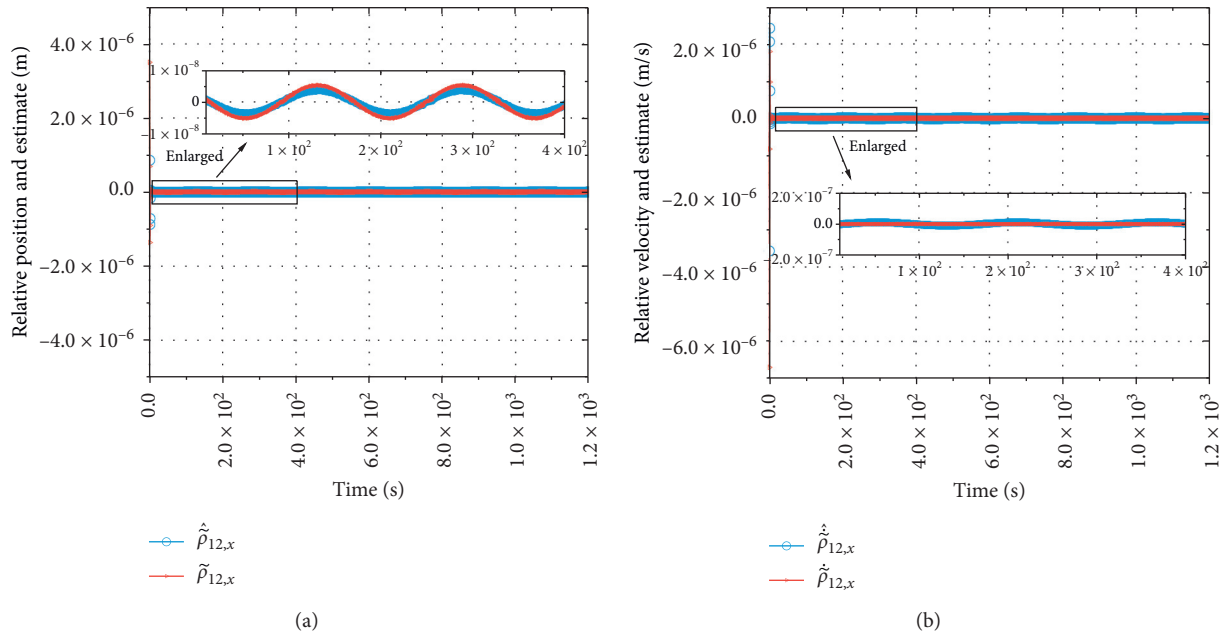 Relative position and estimate (m)
4.0 × 10⁻⁶
2.0 × 10⁻⁶
0.0
−2.0 × 10⁻⁶
−4.0 × 10⁻⁶
1 × 10⁻⁸
0
−1 × 10⁻⁸
1 × 10²
2 × 10²
3 × 10²
4 × 10²
Enlarged
0.0
2.0 × 10²
4.0 × 10²
6.0 × 10²
8.0 × 10²
1.0 × 10³
1.2 × 10³
Time (s)
ρ̃̂₁₂,ₓ
ρ̃₁₂,ₓ
(a)
Relative velocity and estimate (m/s)
2.0 × 10⁻⁶
0.0
−2.0 × 10⁻⁶
−4.0 × 10⁻⁶
−6.0 × 10⁻⁶
Enlarged
2.0 × 10⁻⁷
0.0
−2.0 × 10⁻⁷
1 × 10²
2 × 10²
3 × 10²
4 × 10²
0.0
2.0 × 10²
4.0 × 10²
6.0 × 10²
8.0 × 10²
1.0 × 10³
1.2 × 10³
Time (s)
ρ̃̇̂₁₂,ₓ
ρ̃̇₁₂,ₓ
(b)